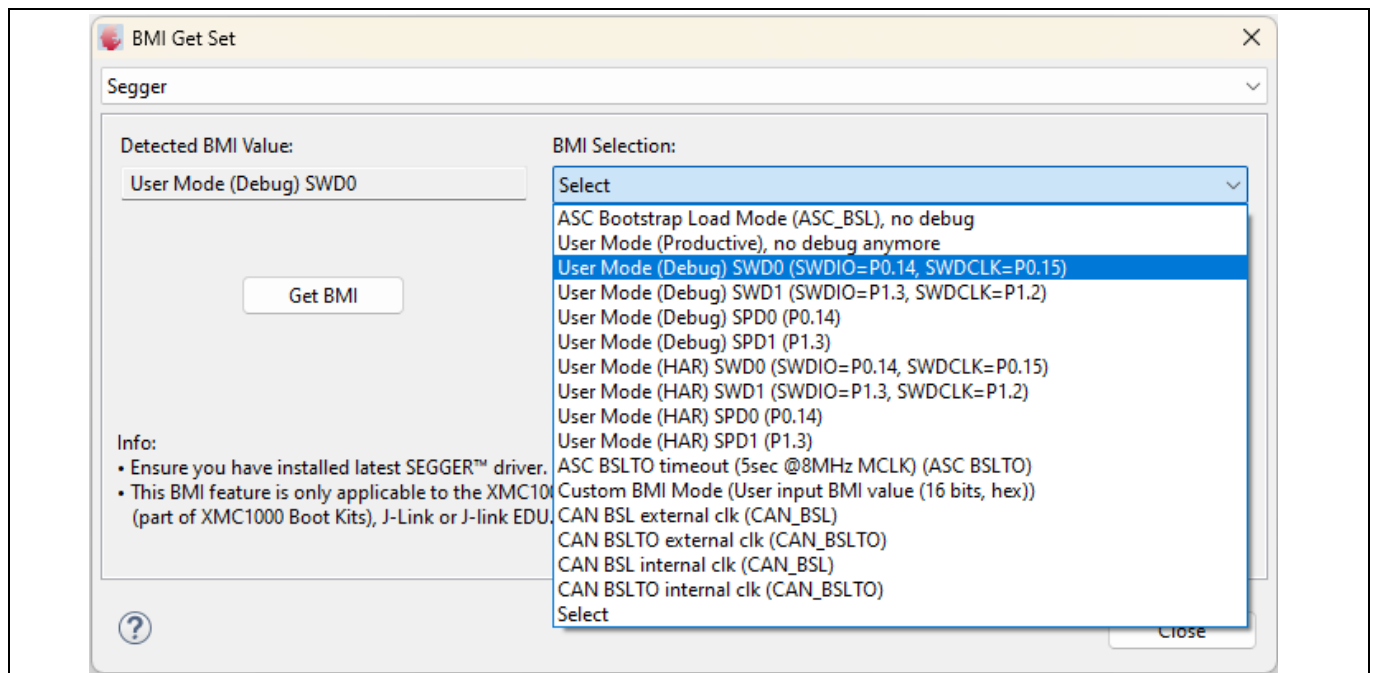 BMI Get Set
Segger
Detected BMI Value:
BMI Selection:
User Mode (Debug) SWD0
Select
ASC Bootstrap Load Mode (ASC_BSL), no debug
User Mode (Productive), no debug anymore
User Mode (Debug) SWD0 (SWDIO=P0.14, SWDCLK=P0.15)
User Mode (Debug) SWD1 (SWDIO=P1.3, SWDCLK=P1.2)
User Mode (Debug) SPD0 (P0.14)
User Mode (Debug) SPD1 (P1.3)
User Mode (HAR) SWD0 (SWDIO=P0.14, SWDCLK=P0.15)
User Mode (HAR) SWD1 (SWDIO=P1.3, SWDCLK=P1.2)
User Mode (HAR) SPD0 (P0.14)
User Mode (HAR) SPD1 (P1.3)
ASC BSLTO timeout (5sec @8MHz MCLK) (ASC BSLTO)
Custom BMI Mode (User input BMI value (16 bits, hex))
CAN BSL external clk (CAN_BSL)
CAN BSLTO external clk (CAN_BSLTO)
CAN BSL internal clk (CAN_BSL)
CAN BSLTO internal clk (CAN_BSLTO)
Select
Get BMI
Info:
• Ensure you have installed latest SEGGER™ driver.
• This BMI feature is only applicable to the XMC10
(part of XMC1000 Boot Kits), J-Link or J-link EDU.
?
Close